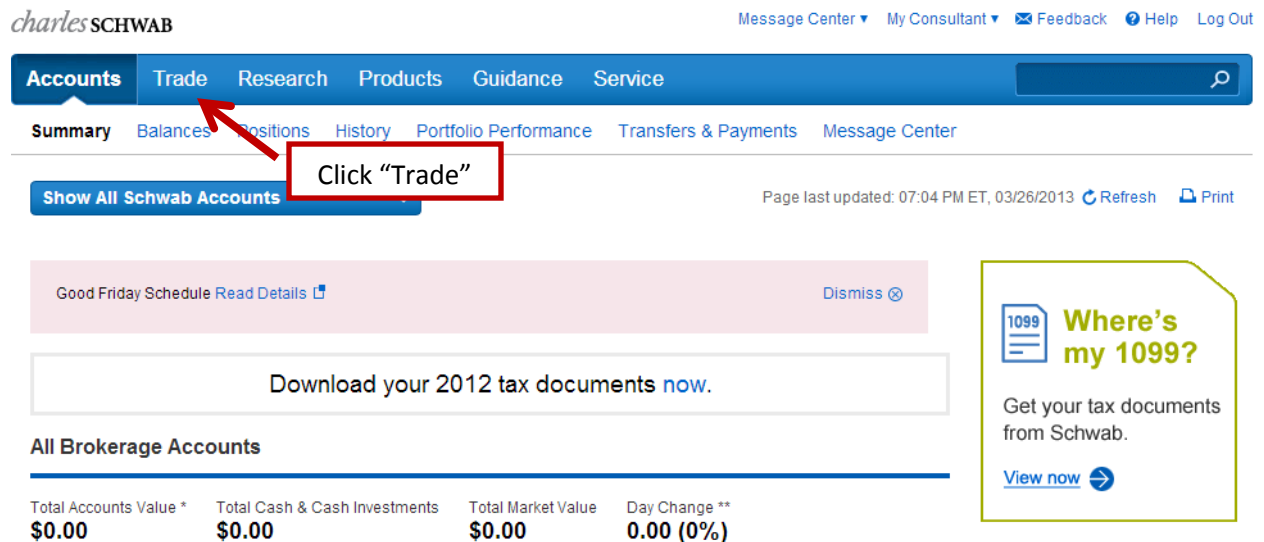 charles SCHWAB
Message Center ▾ My Consultant ▾ Feedback Help Log Out
Accounts Trade Research Products Guidance Service
Summary Balances Positions History Portfolio Performance Transfers & Payments Message Center
Click “Trade”
Show All Schwab Accounts
Page last updated: 07:04 PM ET, 03/26/2013 Refresh Print
Good Friday Schedule Read Details
Dismiss
Download your 2012 tax documents now.
1099
Where's
my 1099?
Get your tax documents
from Schwab.
View now
All Brokerage Accounts
Total Accounts Value * Total Cash & Cash Investments Total Market Value Day Change **
$0.00 $0.00 $0.00 0.00 (0%)